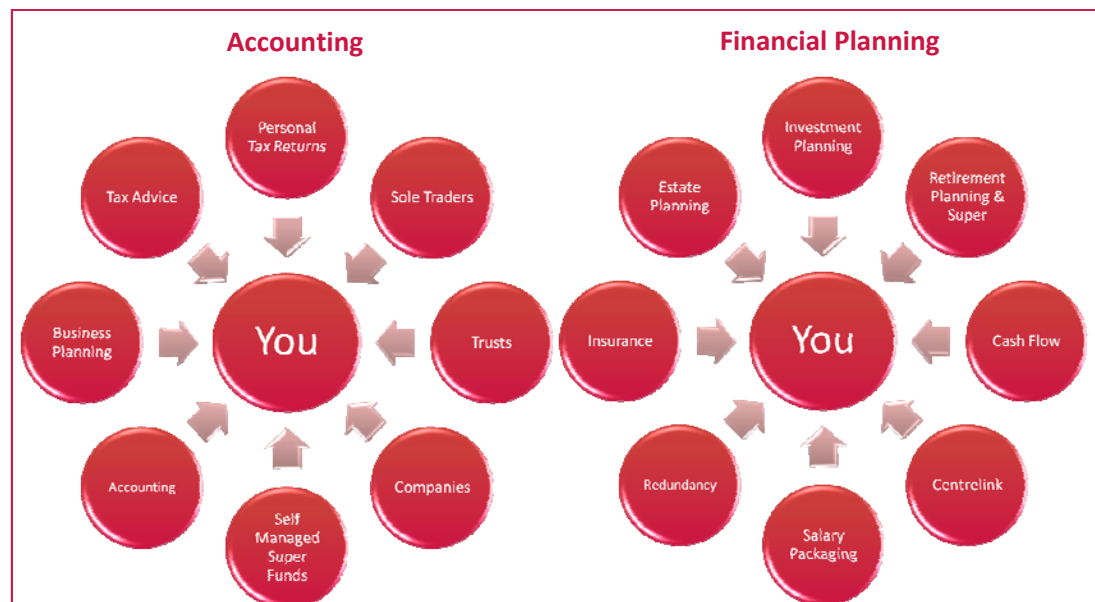 Accounting
Personal
Tax Returns
Sole Traders
Trusts
Companies
Self
Managed
Super
Funds
Accounting
Business
Planning
Tax Advice
You
Financial Planning
Investment
Planning
Retirement
Planning &
Super
Cash Flow
Centrelink
Salary
Packaging
Redundancy
Insurance
Estate
Planning
You